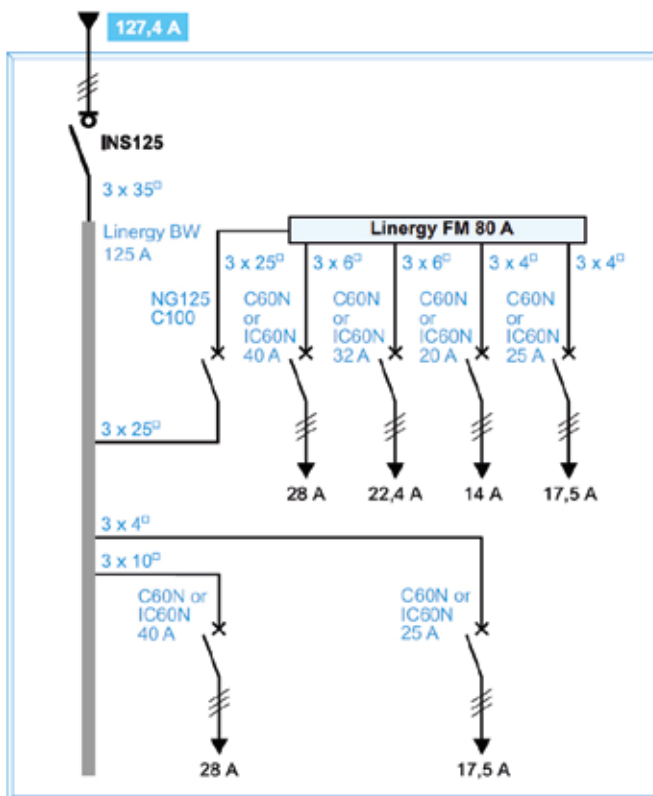 127,4 A
INS125
3 x 35□
Linergy BW
125 A
Linergy FM 80 A
3 x 25□
3 x 6□
3 x 6□
3 x 4□
3 x 4□
NG125
C100
C60N
or
IC60N
40 A
C60N
or
IC60N
32 A
C60N
or
IC60N
20 A
C60N
or
IC60N
25 A
3 x 25□
28 A
22,4 A
14 A
17,5 A
3 x 4□
3 x 10□
C60N or
IC60N
40 A
C60N or
IC60N
25 A
28 A
17,5 A